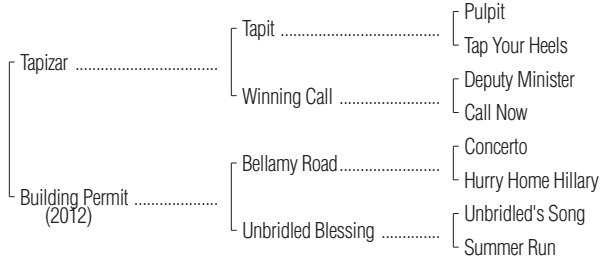 Pulpit
Tapit ........................................
Tap Your Heels
Tapizar ....................................
Deputy Minister
Winning Call .........................
Call Now
Concerto
Bellamy Road.........................
Hurry Home Hillary
Building Permit .....................
(2012)
Unbridled's Song
Unbridled Blessing ...............
Summer Run